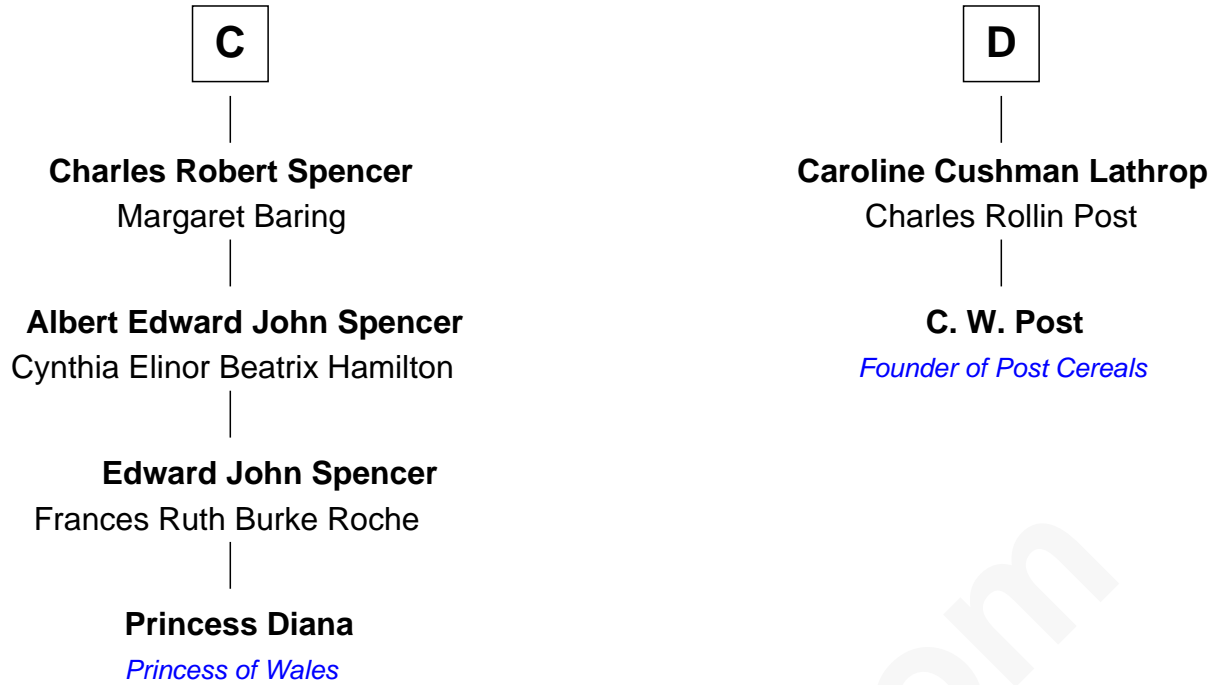 C
Charles Robert Spencer
Margaret Baring
Albert Edward John Spencer
Cynthia Elinor Beatrix Hamilton
Edward John Spencer
Frances Ruth Burke Roche
Princess Diana
Princess of Wales
D
Caroline Cushman Lathrop
Charles Rollin Post
C. W. Post
Founder of Post Cereals
om